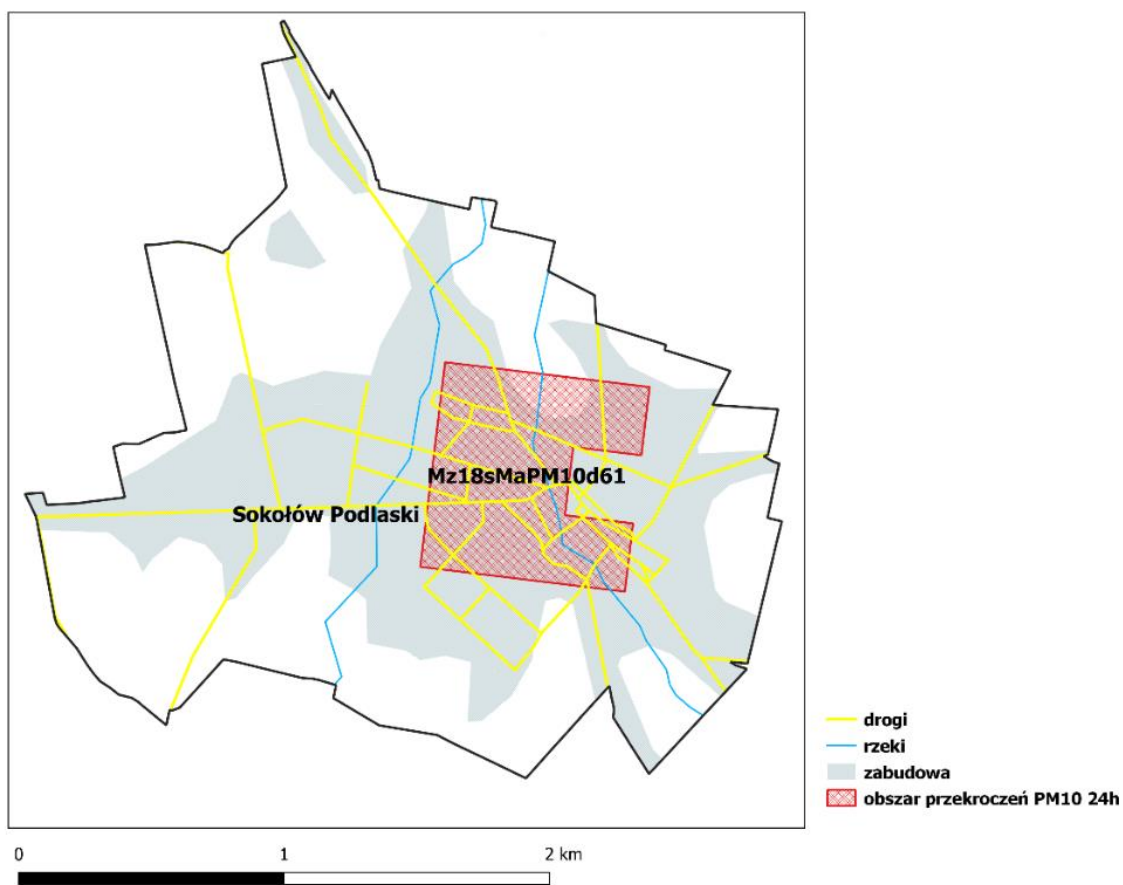 Mz18sMaPM10d61
Sokołów Podlaski
drogi
rzeki
zabudowa
obszar przekroczeń PM10 24h
0 1 2 km